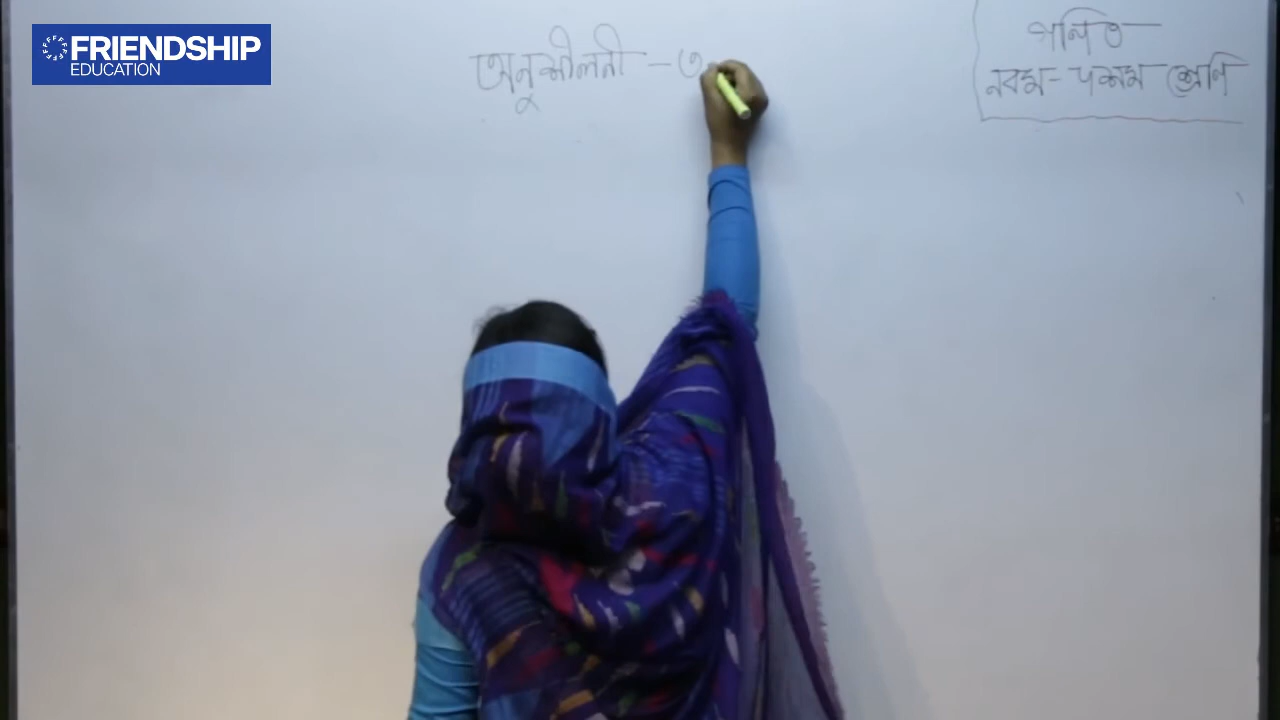 FRIENDSHIP
EDUCATION
অনুশীলনী - ৩
গণিত
নবম - দশম শ্রেণি